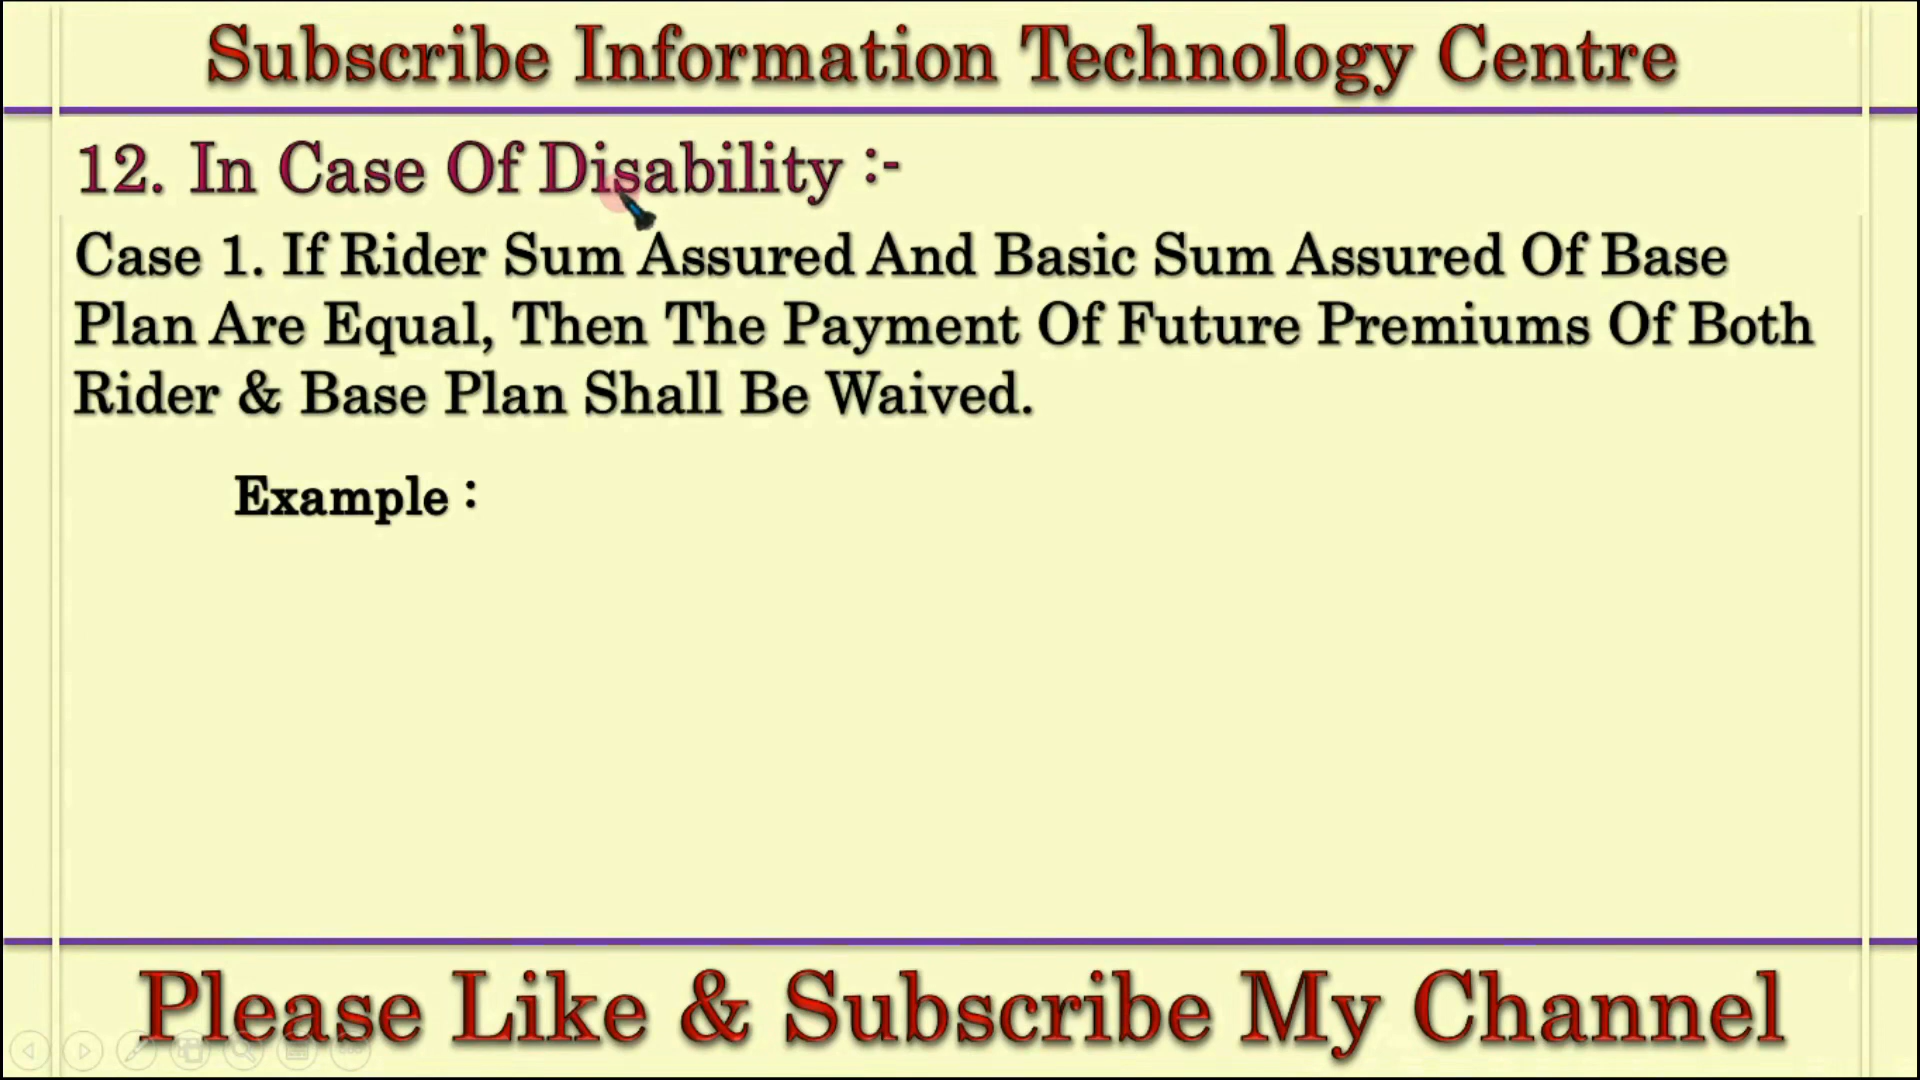 Subscribe Information Technology Centre
12. In Case Of Disability :-
Case 1. If Rider Sum Assured And Basic Sum Assured Of Base
Plan Are Equal, Then The Payment Of Future Premiums Of Both
Rider & Base Plan Shall Be Waived.
Example :
Please Like & Subscribe My Channel